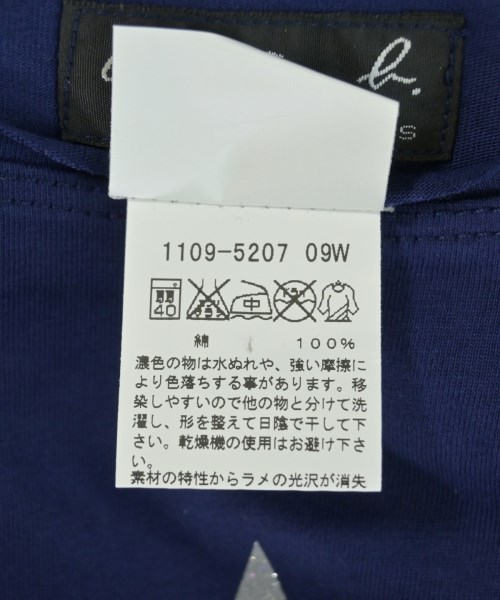 b.
S
1109-5207 09W
40 中
綿 100%
濃色の物は水ぬれや、強い摩擦に
より色落ちする事があります。移
染しやすいので他の物と分けて洗
濯し、形を整えて日陰で干して下
さい。乾燥機の使用はお避け下さ
い。
素材の特性からラメの光沢が消失